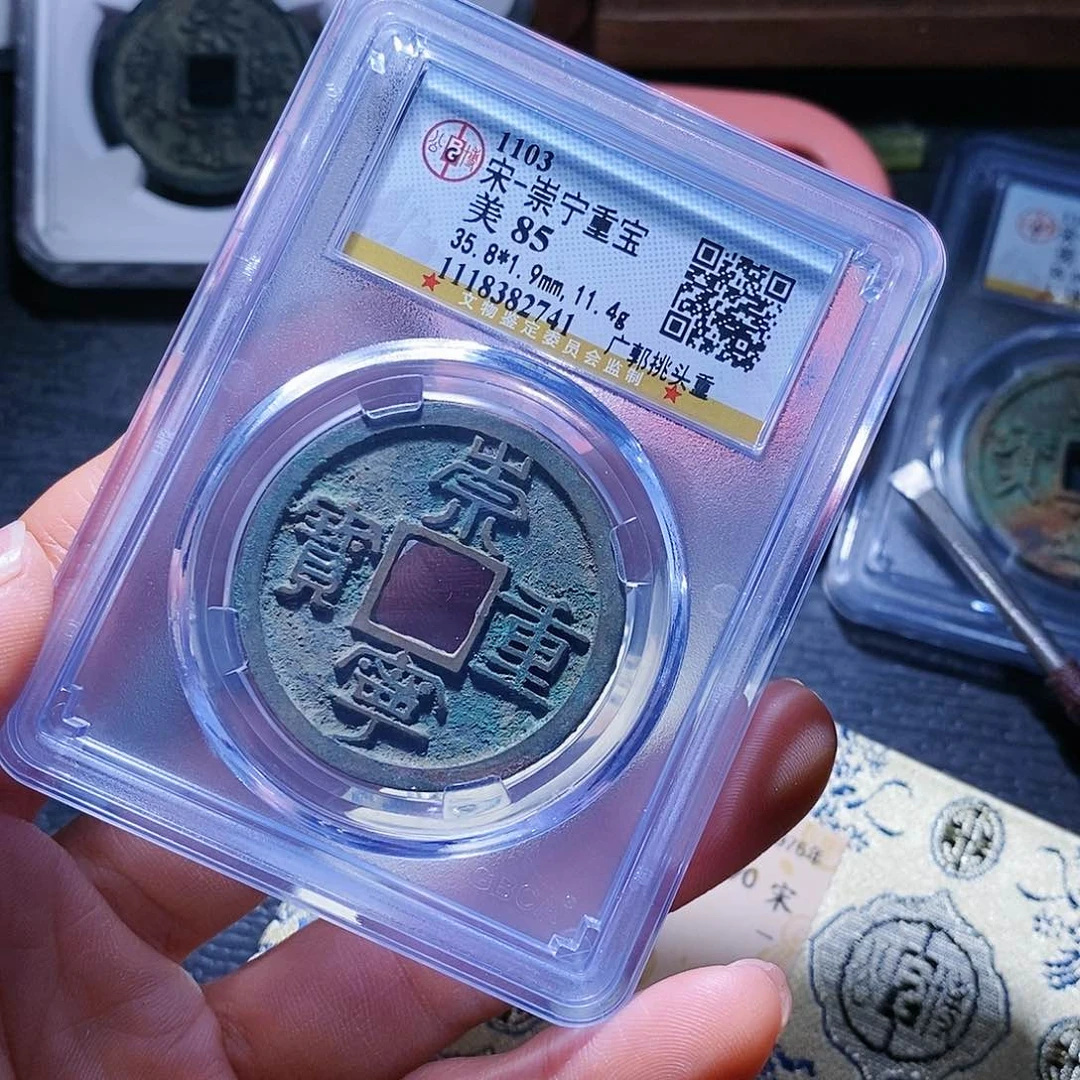 1103
宋-崇宁重宝
美 85
35.8*1.9mm,11.4g
1118382741
广郭挑头重
文物鉴定委员会监制
崇
寶 重
寧
宋